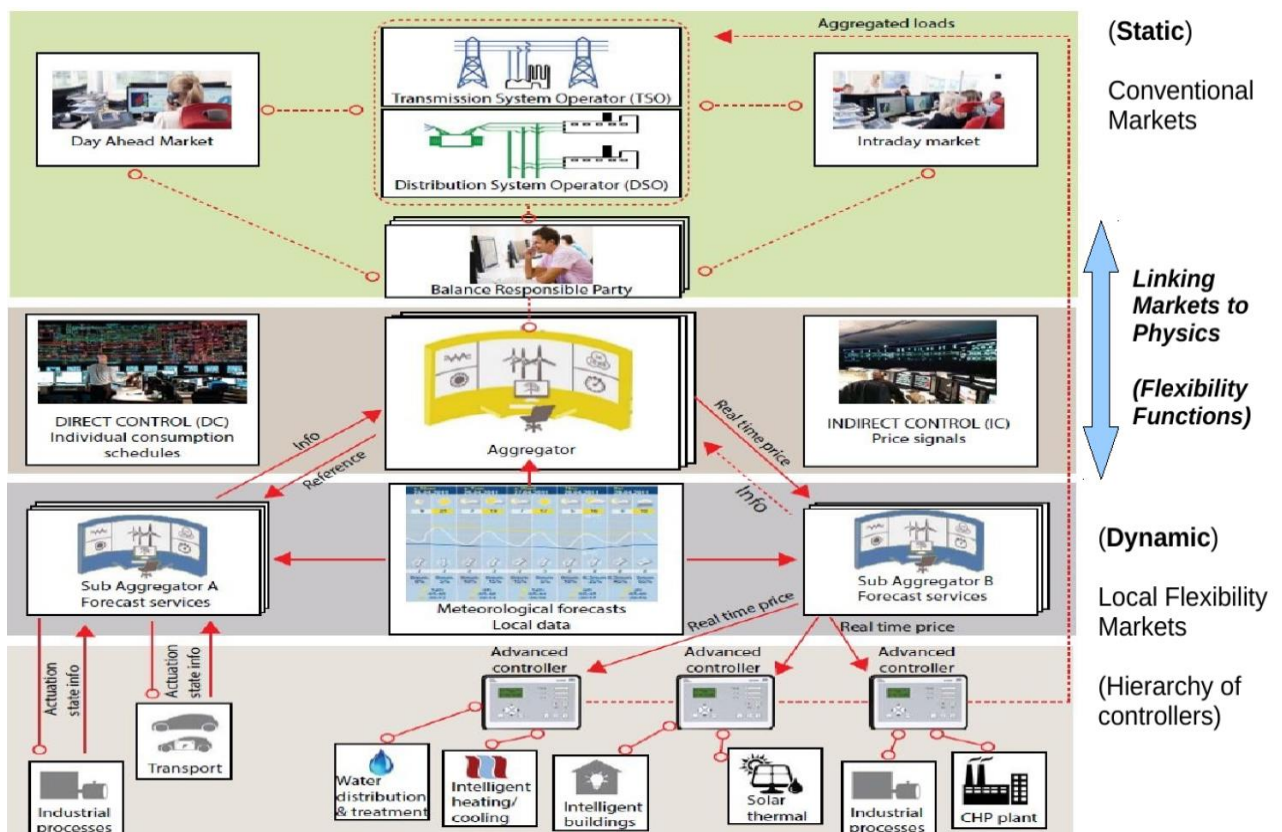 Aggregated loads
Transmission System Operator (TSO)
Day Ahead Market
Intraday market
Distribution System Operator (DSO)
Balance Responsible Party
(Static)
Conventional
Markets
Linking
Markets to
Physics
(Flexibility
Functions)
DIRECT CONTROL (DC)
Individual consumption
schedules
Info
Reference
Aggregator
Real time price
Info
INDIRECT CONTROL (IC)
Price signals
Sub Aggregator A
Forecast services
Meteorological forecasts
Local data
Sub Aggregator B
Forecast services
(Dynamic)
Local Flexibility
Markets
(Hierarchy of
controllers)
Real time price
Real time price
Actuation
state info
Actuation
state info
Advanced
controller
Advanced
controller
Advanced
controller
Industrial
processes
Transport
Water
distribution
& treatment
Intelligent
heating/
cooling
Intelligent
buildings
Solar
thermal
Industrial
processes
CHP plant